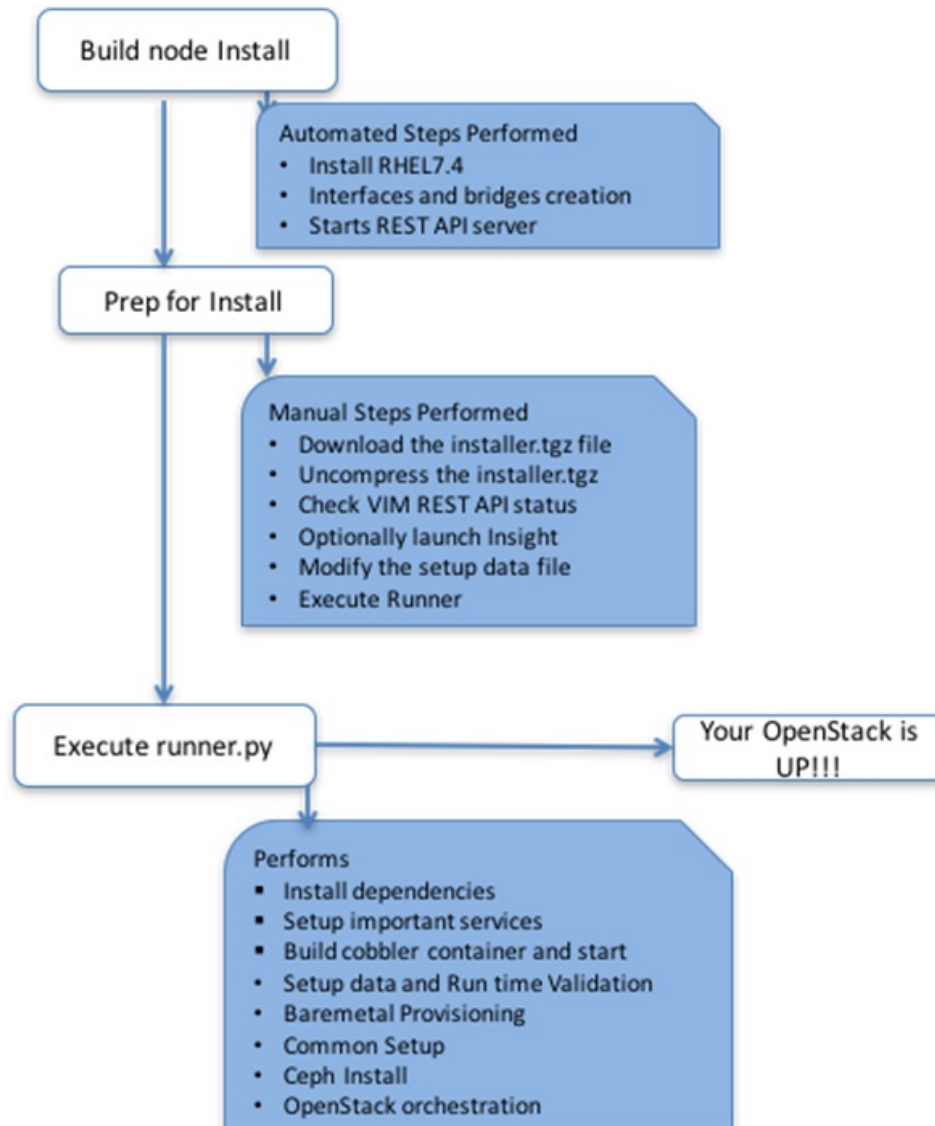 Build node Install
Automated Steps Performed
• Install RHEL7.4
• Interfaces and bridges creation
• Starts REST API server
Prep for Install
Manual Steps Performed
• Download the installer.tgz file
• Uncompress the installer.tgz
• Check VIM REST API status
• Optionally launch Insight
• Modify the setup data file
• Execute Runner
Execute runner.py
Your OpenStack is
UP!!!
Performs
▪ Install dependencies
▪ Setup important services
▪ Build cobbler container and start
• Setup data and Run time Validation
• Baremetal Provisioning
• Common Setup
• Ceph Install
• OpenStack orchestration